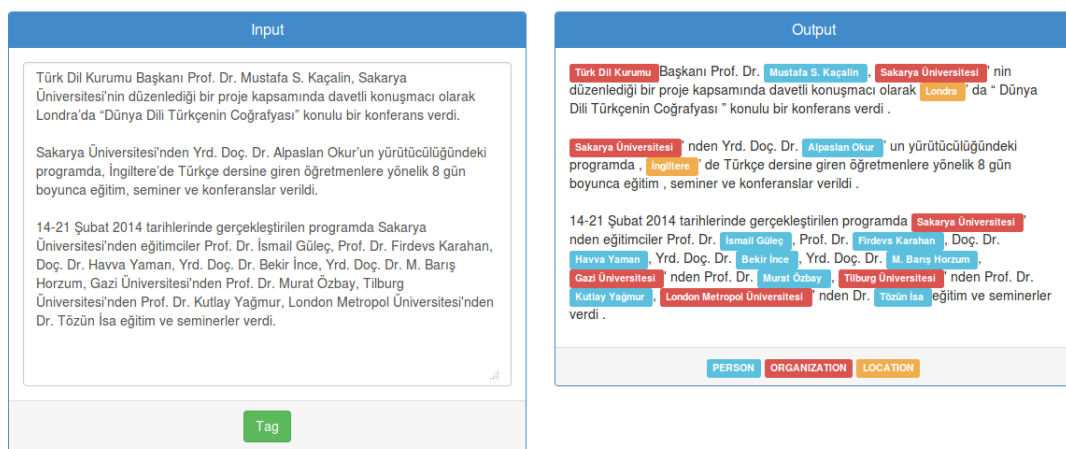 Input
Türk Dil Kurumu Başkanı Prof. Dr. Mustafa S. Kaçalin, Sakarya
Üniversitesi'nin düzenlediği bir proje kapsamında davetli konuşmacı olarak
Londra'da “Dünya Dili Türkçenin Coğrafyası” konulu bir konferans verdi.
Sakarya Üniversitesi'nden Yrd. Doç. Dr. Alpaslan Okur'un yürütücülüğündeki
programda, İngiltere'de Türkçe dersine giren öğretmenlere yönelik 8 gün
boyunca eğitim, seminer ve konferanslar verildi.
14-21 Şubat 2014 tarihlerinde gerçekleştirilen programda Sakarya
Üniversitesi'nden eğitimciler Prof. Dr. İsmail Güleç, Prof. Dr. Firdevs Karahan,
Doç. Dr. Havva Yaman, Yrd. Doç. Dr. Bekir İnce, Yrd. Doç. Dr. M. Barış
Horzum, Gazi Üniversitesi'nden Prof. Dr. Murat Özbay, Tilburg
Üniversitesi'nden Prof. Dr. Kutlay Yağmur, London Metropol Üniversitesi'nden
Dr. Tözün İsa eğitim ve seminerler verdi.
Tag
Output
Türk Dil Kurumu Başkanı Prof. Dr. Mustafa S. Kaçalin , Sakarya Üniversitesi ' nin
düzenlediği bir proje kapsamında davetli konuşmacı olarak Londra ' da “ Dünya
Dili Türkçenin Coğrafyası ” konulu bir konferans verdi .
Sakarya Üniversitesi ' nden Yrd. Doç. Dr. Alpaslan Okur ' un yürütücülüğündeki
programda , İngiltere ' de Türkçe dersine giren öğretmenlere yönelik 8 gün
boyunca eğitim , seminer ve konferanslar verildi .
14-21 Şubat 2014 tarihlerinde gerçekleştirilen programda Sakarya Üniversitesi '
nden eğitimciler Prof. Dr. İsmail Güleç , Prof. Dr. Firdevs Karahan , Doç. Dr.
Havva Yaman , Yrd. Doç. Dr. Bekir İnce , Yrd. Doç. Dr. M. Barış Horzum ,
Gazi Üniversitesi ' nden Prof. Dr. Murat Özbay , Tilburg Üniversitesi ' nden Prof. Dr.
Kutlay Yağmur , London Metropol Üniversitesi ' nden Dr. Tözün İsa eğitim ve seminerler
verdi .
PERSON ORGANIZATION LOCATION